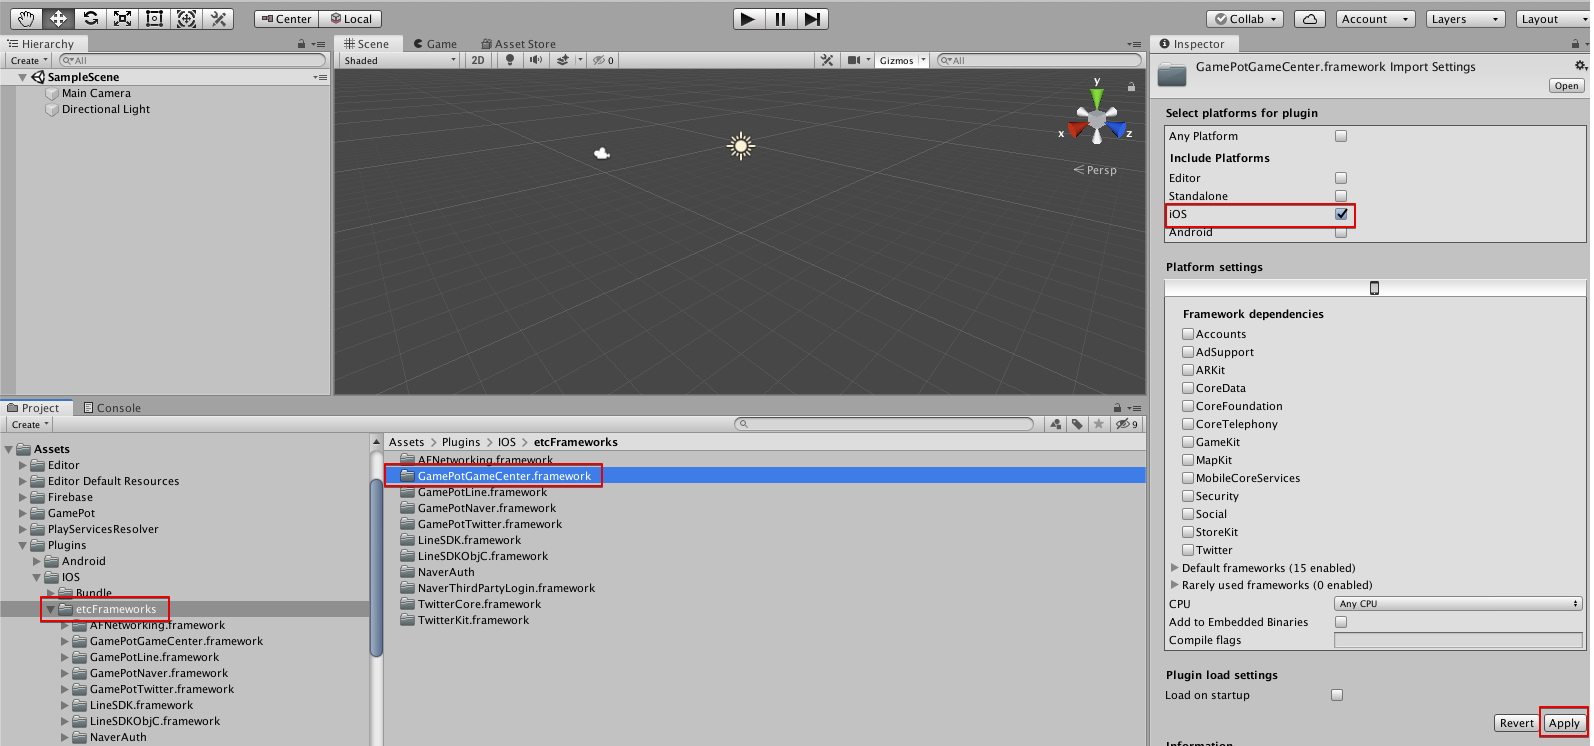 Center Local
Collab Account Layers Layout
Hierarchy
Create All
SampleScene
Main Camera
Directional Light
Scene Game Asset Store
Shaded 2D 0 Gizmos All
y
x z
Persp
Inspector
GamePotGameCenter.framework Import Settings
Open
Select platforms for plugin
Any Platform
Include Platforms
Editor
Standalone
iOS
Android
Platform settings
Framework dependencies
Accounts
AdSupport
ARKit
CoreData
CoreFoundation
CoreTelephony
GameKit
MapKit
MobileCoreServices
Security
Social
StoreKit
Twitter
Default frameworks (15 enabled)
Rarely used frameworks (0 enabled)
CPU Any CPU
Add to Embedded Binaries
Compile flags
Plugin load settings
Load on startup
Revert Apply
Information
Project Console
Create 9
Assets
Editor
Editor Default Resources
Firebase
GamePot
PlayServicesResolver
Plugins
Android
IOS
Bundle
etcFrameworks
AFNetworking.framework
GamePotGameCenter.framework
GamePotLine.framework
GamePotNaver.framework
GamePotTwitter.framework
LineSDK.framework
LineSDKObjC.framework
NaverAuth
Assets > Plugins > IOS > etcFrameworks
AFNetworking.framework
GamePotGameCenter.framework
GamePotLine.framework
GamePotNaver.framework
GamePotTwitter.framework
LineSDK.framework
LineSDKObjC.framework
NaverAuth
NaverThirdPartyLogin.framework
TwitterCore.framework
TwitterKit.framework